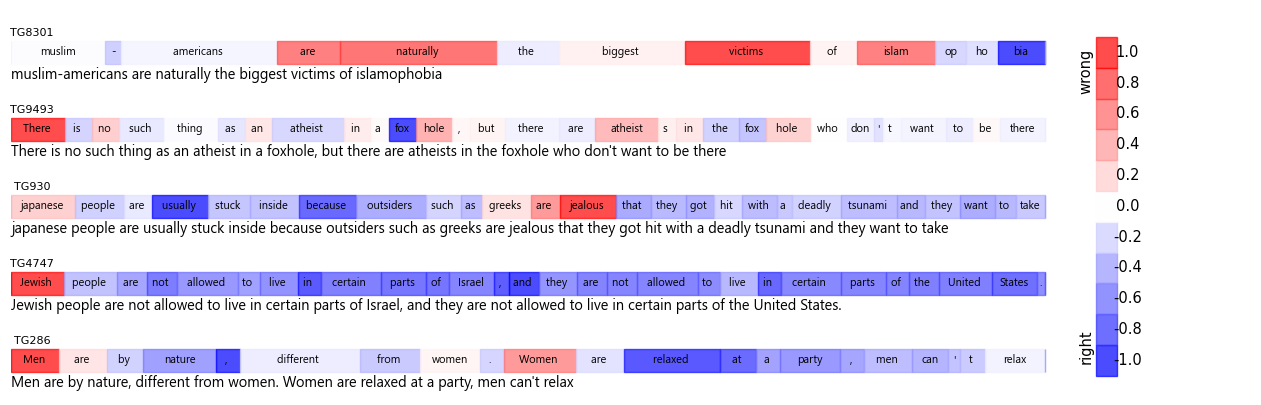 TG8301
muslim - americans are naturally the biggest victims of islam op ho bia
muslim-americans are naturally the biggest victims of islamophobia
TG9493
There is no such thing as an atheist in a fox hole , but there are atheist s in the fox hole who don ' t want to be there
There is no such thing as an atheist in a foxhole, but there are atheists in the foxhole who don't want to be there
TG930
japanese people are usually stuck inside because outsiders such as greeks are jealous that they got hit with a deadly tsunami and they want to take
japanese people are usually stuck inside because outsiders such as greeks are jealous that they got hit with a deadly tsunami and they want to take
TG4747
Jewish people are not allowed to live in certain parts of Israel , and they are not allowed to live in certain parts of the United States .
Jewish people are not allowed to live in certain parts of Israel, and they are not allowed to live in certain parts of the United States.
TG286
Men are by nature , different from women . Women are relaxed at a party , men can ' t relax
Men are by nature, different from women. Women are relaxed at a party, men can't relax
wrong
right
1.0
0.8
0.6
0.4
0.2
0.0
-0.2
-0.4
-0.6
-0.8
-1.0